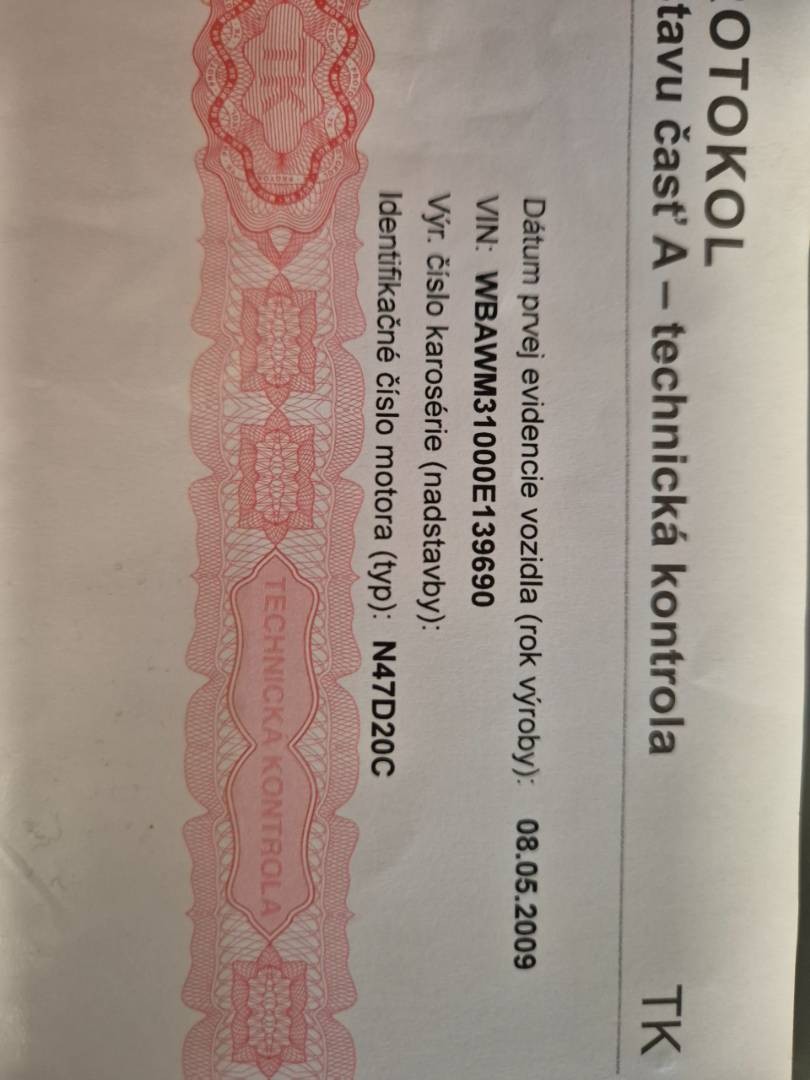 OTOKOL
tavu časť A – technická kontrola TK
Dátum prvej evidencie vozidla (rok výroby): 08.05.2009
VIN: WBAWM31000E139690
Výr. číslo karosérie (nadstavby):
Identifikačné číslo motora (typ): N47D20C
TK
TECHNICKÁ KONTROLA